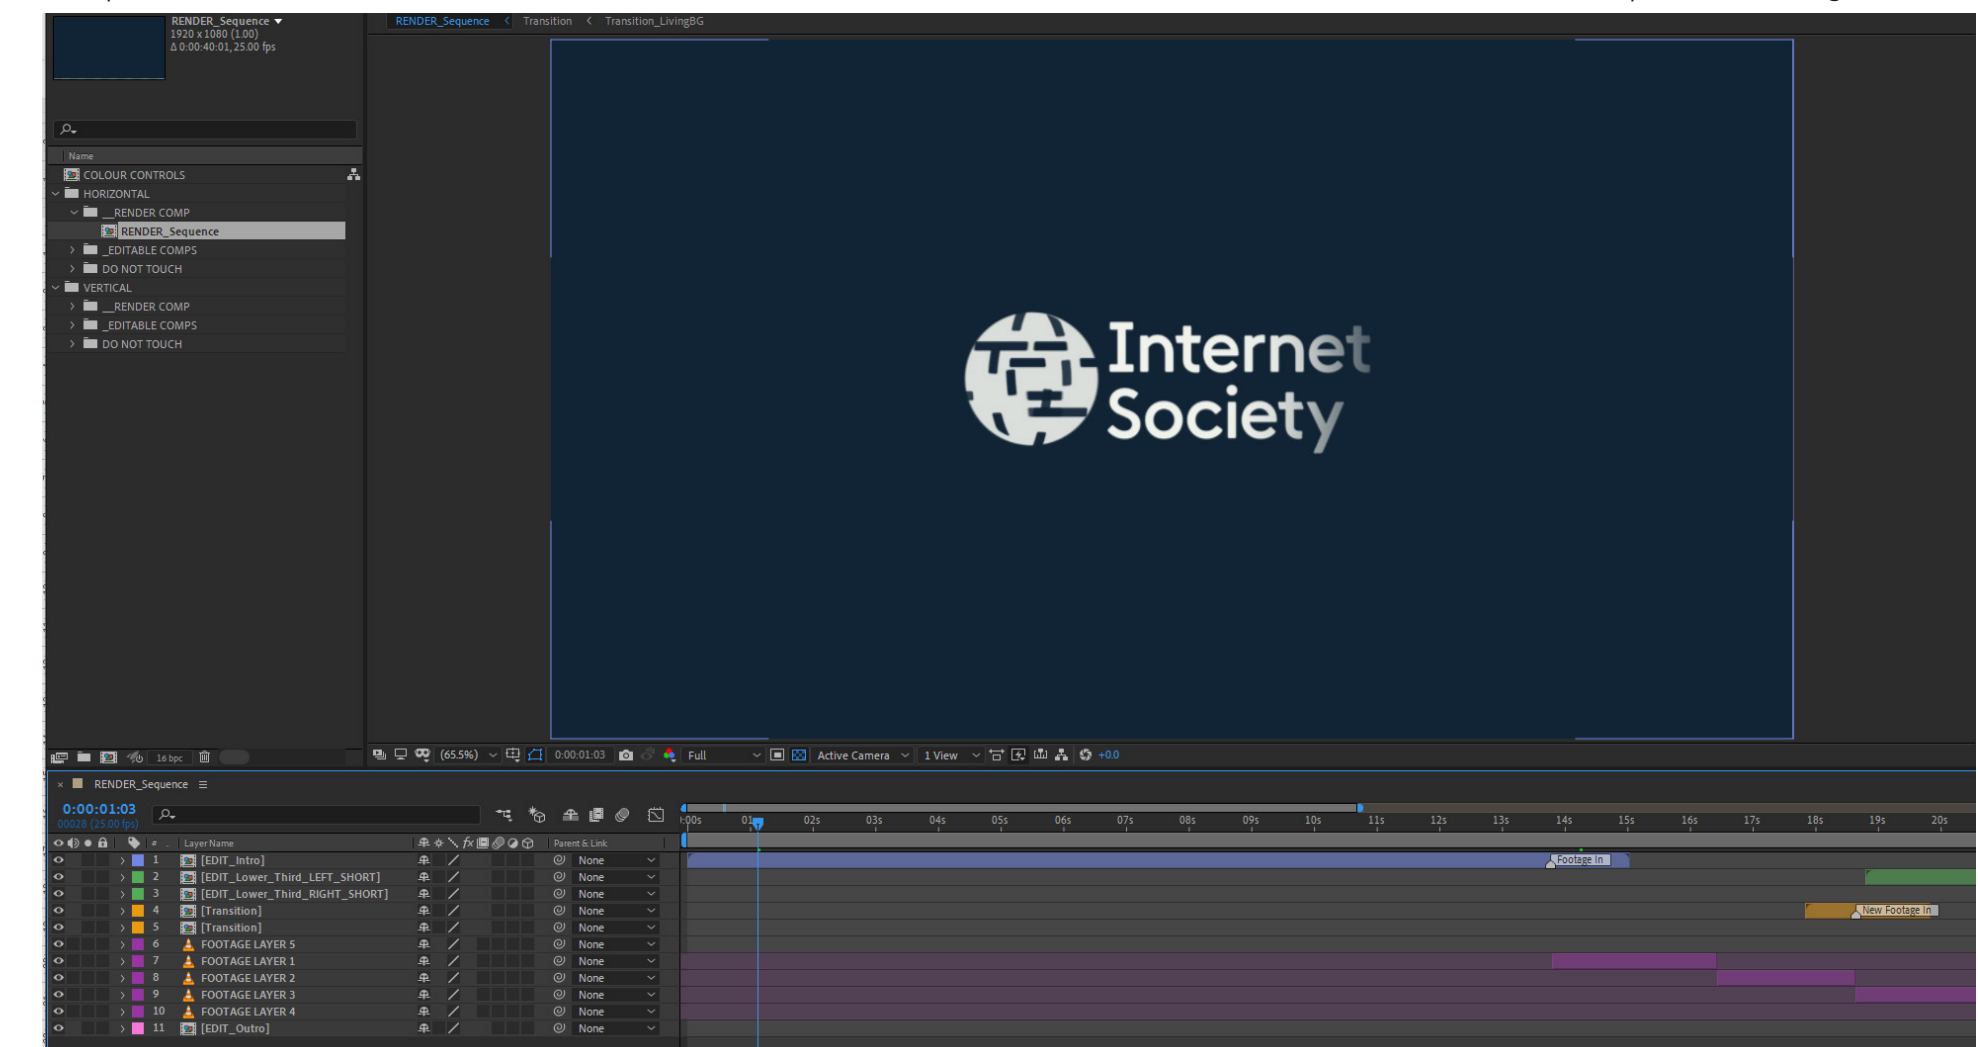 RENDER_Sequence
1920 x 1080 (1.00)
Δ 0:00:40:01, 25.00 fps
RENDER_Sequence Transition Transition_LivingBG
Name
COLOUR CONTROLS
HORIZONTAL
__RENDER COMP
RENDER_Sequence
_EDITABLE COMPS
DO NOT TOUCH
VERTICAL
__RENDER COMP
_EDITABLE COMPS
DO NOT TOUCH
Internet
Society
16 bpc
(65.5%) 0:00:01:03 Full Active Camera 1 View +0.0
RENDER_Sequence
0:00:01:03
00028 (25.00 fps)
:00s 01s 02s 03s 04s 05s 06s 07s 08s 09s 10s 11s 12s 13s 14s 15s 16s 17s 18s 19s 20s
# Layer Name fx Parent & Link
1 [EDIT_Intro] None Footage In
2 [EDIT_Lower_Third_LEFT_SHORT] None
3 [EDIT_Lower_Third_RIGHT_SHORT] None
4 [Transition] None New Footage In
5 [Transition] None
6 FOOTAGE LAYER 5 None
7 FOOTAGE LAYER 1 None
8 FOOTAGE LAYER 2 None
9 FOOTAGE LAYER 3 None
10 FOOTAGE LAYER 4 None
11 [EDIT_Outro] None